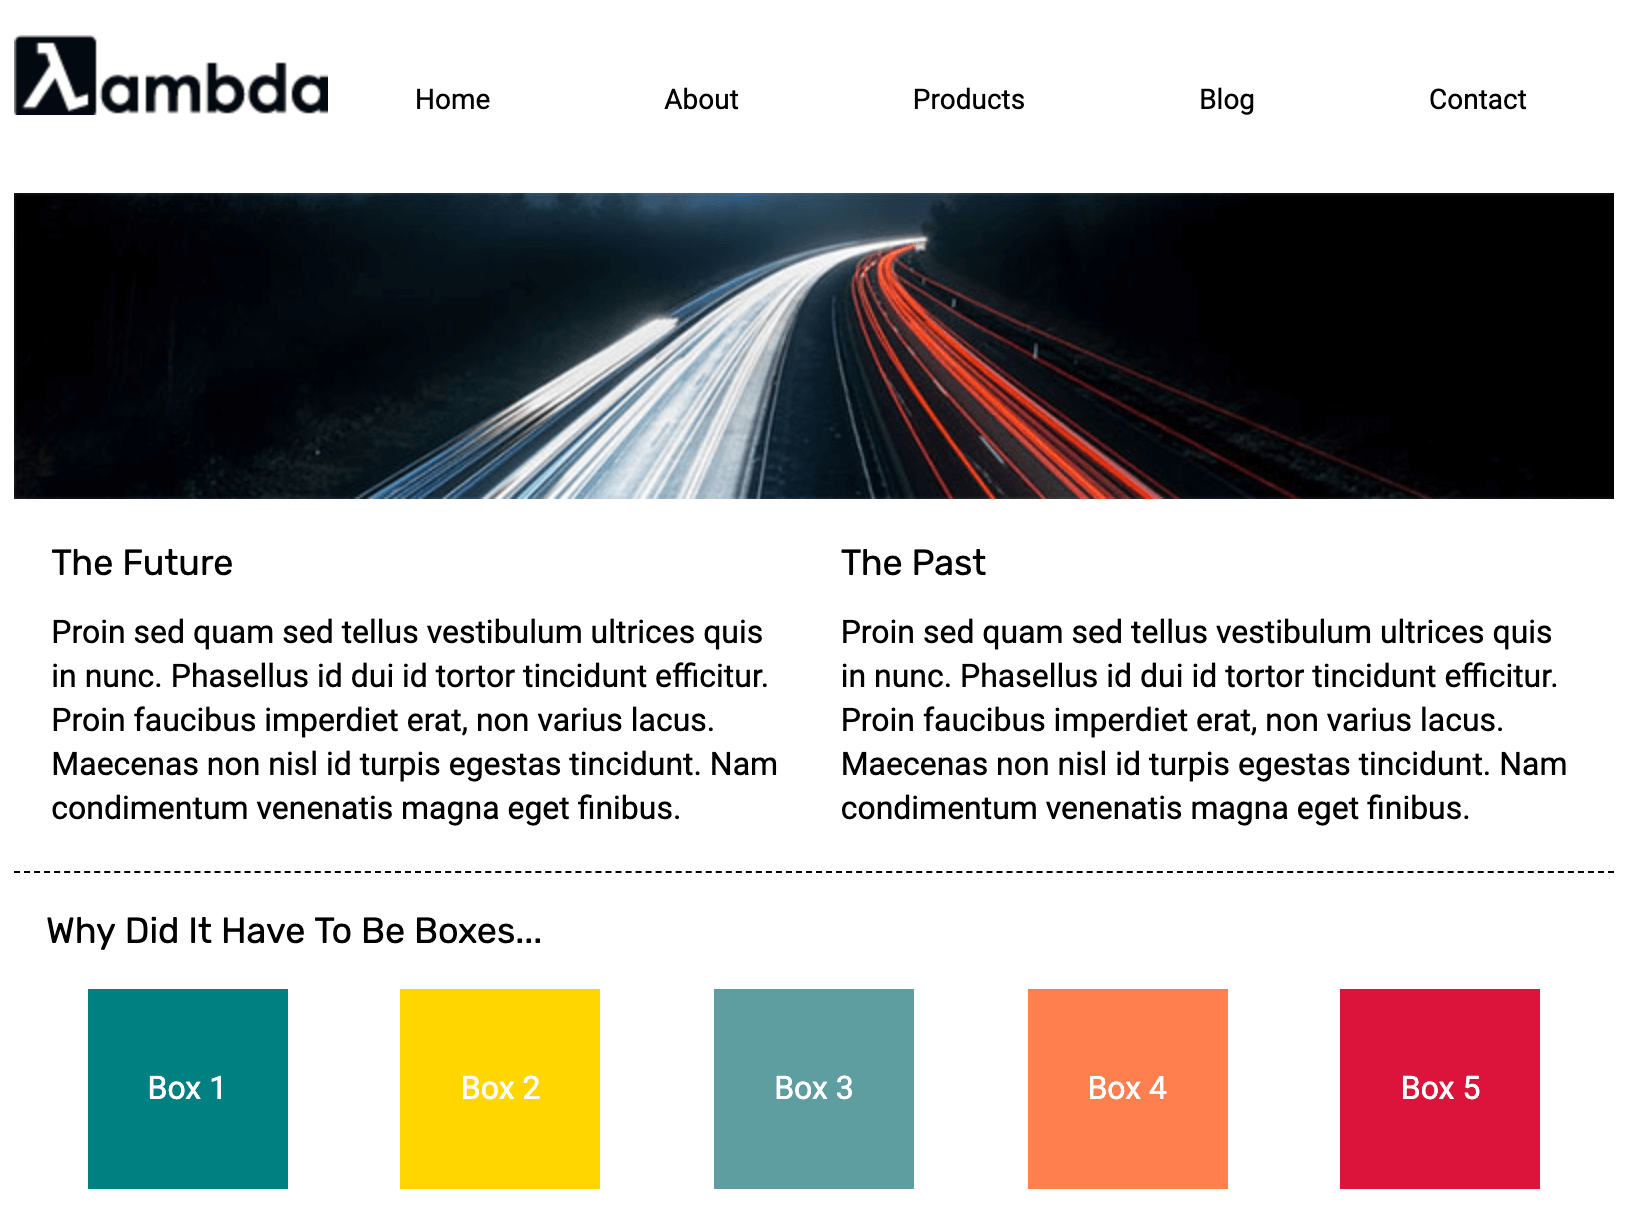 λambda
Home About Products Blog Contact
The Future
Proin sed quam sed tellus vestibulum ultrices quis
in nunc. Phasellus id dui id tortor tincidunt efficitur.
Proin faucibus imperdiet erat, non varius lacus.
Maecenas non nisl id turpis egestas tincidunt. Nam
condimentum venenatis magna eget finibus.
The Past
Proin sed quam sed tellus vestibulum ultrices quis
in nunc. Phasellus id dui id tortor tincidunt efficitur.
Proin faucibus imperdiet erat, non varius lacus.
Maecenas non nisl id turpis egestas tincidunt. Nam
condimentum venenatis magna eget finibus.
Why Did It Have To Be Boxes...
Box 1 Box 2 Box 3 Box 4 Box 5